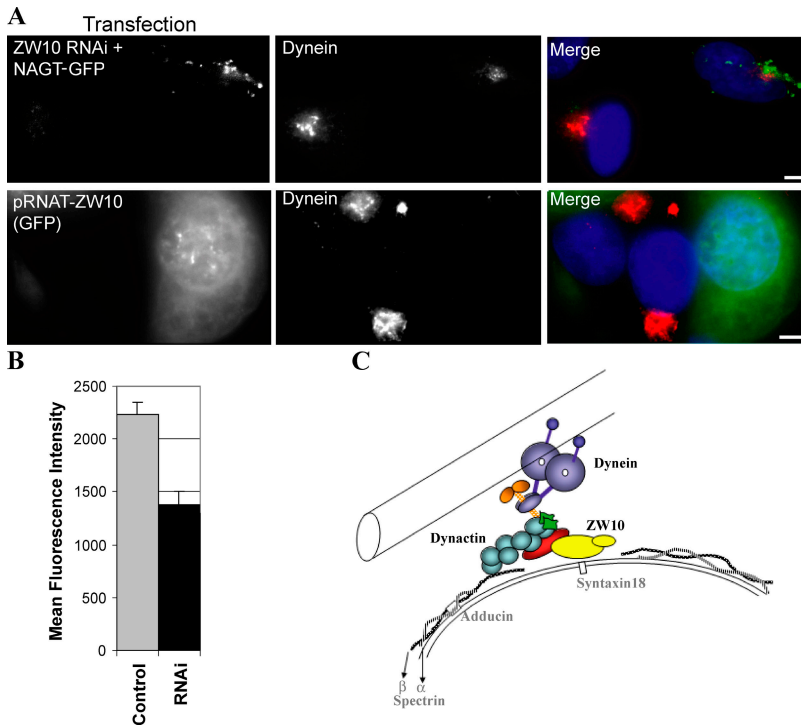 A
Transfection
ZW10 RNAi +
NAGT-GFP
Dynein
Merge
pRNAT-ZW10
(GFP)
Dynein
Merge
B
Mean Fluorescence Intensity
2500
2000
1500
1000
500
0
Control
RNAi
C
Dynein
Dynactin
ZW10
Syntaxin18
Adducin
β α
Spectrin